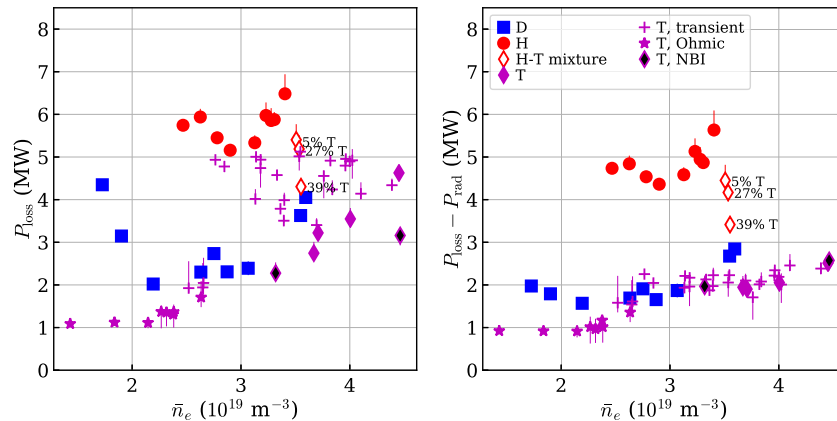 8
7
6
5
4
3
2
1
0
P_loss (MW)
5% T
27% T
39% T
2
3
4
n̄_e (10^19 m^−3)
D
H
H-T mixture
T
T, transient
T, Ohmic
T, NBI
8
7
6
5
4
3
2
1
0
P_loss − P_rad (MW)
5% T
27% T
39% T
2
3
4
n̄_e (10^19 m^−3)